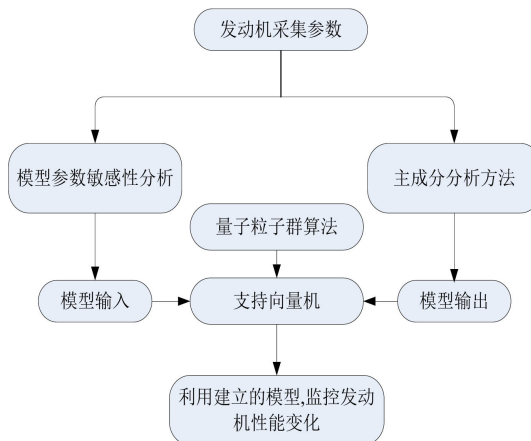 发动机采集参数
模型参数敏感性分析
主成分分析方法
量子粒子群算法
模型输入
支持向量机
模型输出
利用建立的模型,监控发动
机性能变化